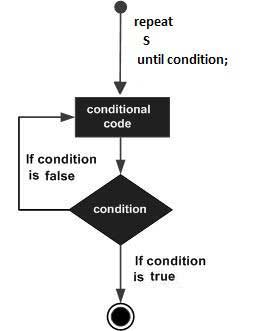 repeat
S
until condition;
conditional
code
If condition
is false
condition
If condition
is true